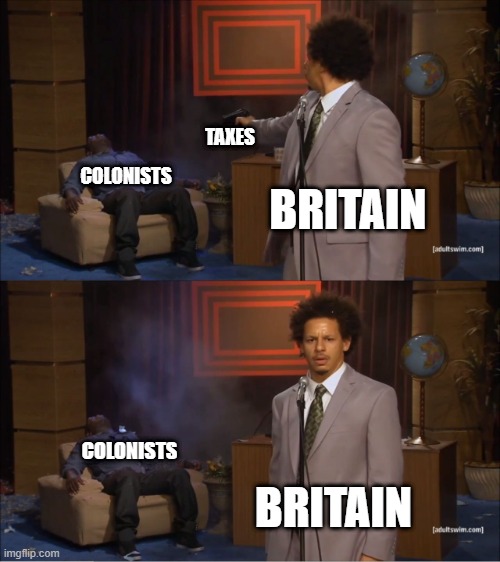 TAXES
COLONISTS
BRITAIN
[adultswim.com]
COLONISTS
BRITAIN
[adultswim.com]
imgflip.com